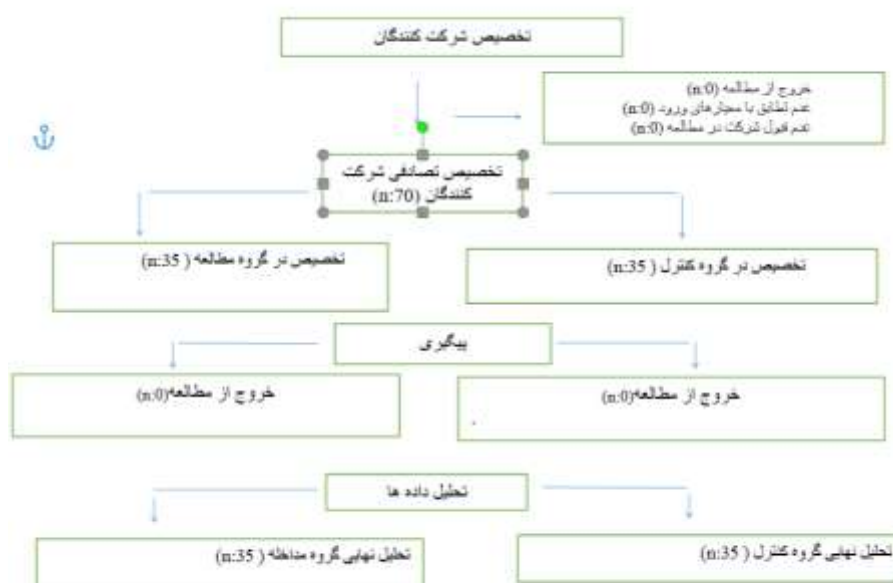 تخصیص شرکت کنندگان
خروج از مطالعه (n:0)
عدم تطابق با معیارهای ورود (n:0)
عدم قبول شرکت در مطالعه (n:0)
تخصیص تصادفی شرکت
کنندگان (n:70)
تخصیص در گروه کنترل ( n:35)
تخصیص در گروه مطالعه ( n:35)
پیگیری
خروج از مطالعه(n:0)
خروج از مطالعه(n:0)
تحلیل داده ها
تحلیل نهایی گروه کنترل ( n:35)
تحلیل نهایی گروه مداخله ( n:35)